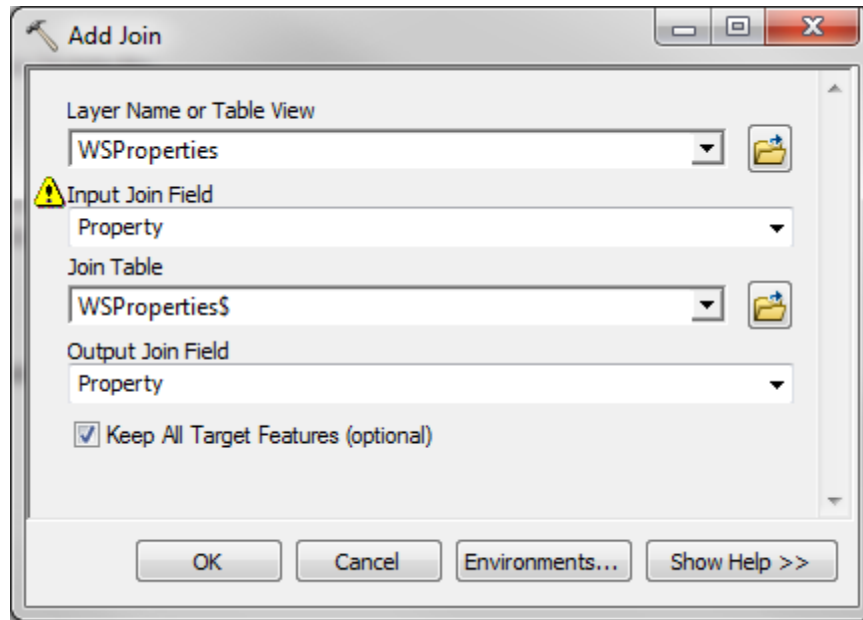 Add Join
Layer Name or Table View
WSProperties
Input Join Field
Property
Join Table
WSProperties$
Output Join Field
Property
Keep All Target Features (optional)
OK Cancel Environments... Show Help >>